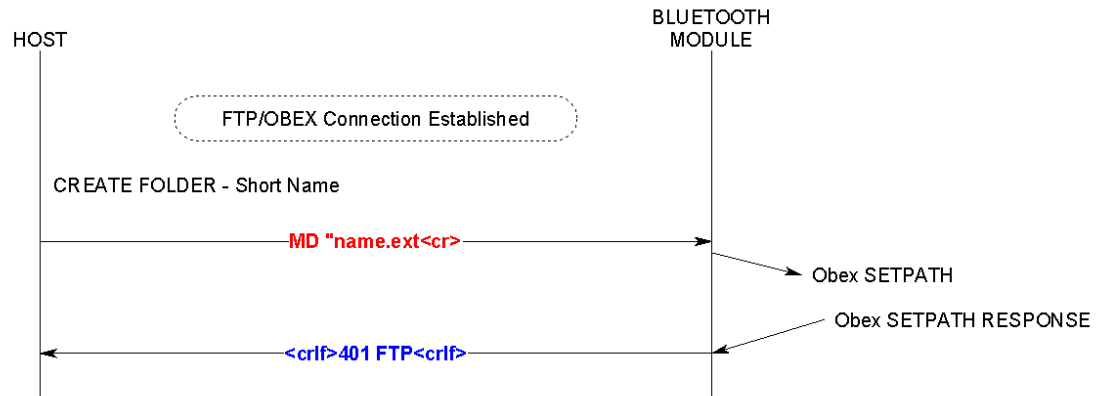 HOST
BLUETOOTH
MODULE
FTP/OBEX Connection Established
CREATE FOLDER - Short Name
MD "name.ext<cr>
Obex SETPATH
Obex SETPATH RESPONSE
<crlf>401 FTP<crlf>